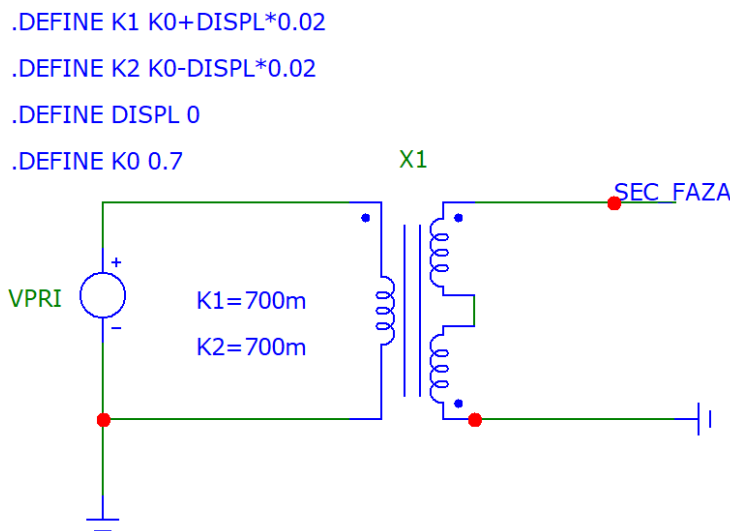 .DEFINE K1 K0+DISPL*0.02
.DEFINE K2 K0-DISPL*0.02
.DEFINE DISPL 0
.DEFINE K0 0.7
X1
SEC_FAZA
VPRI
+
−
K1=700m
K2=700m